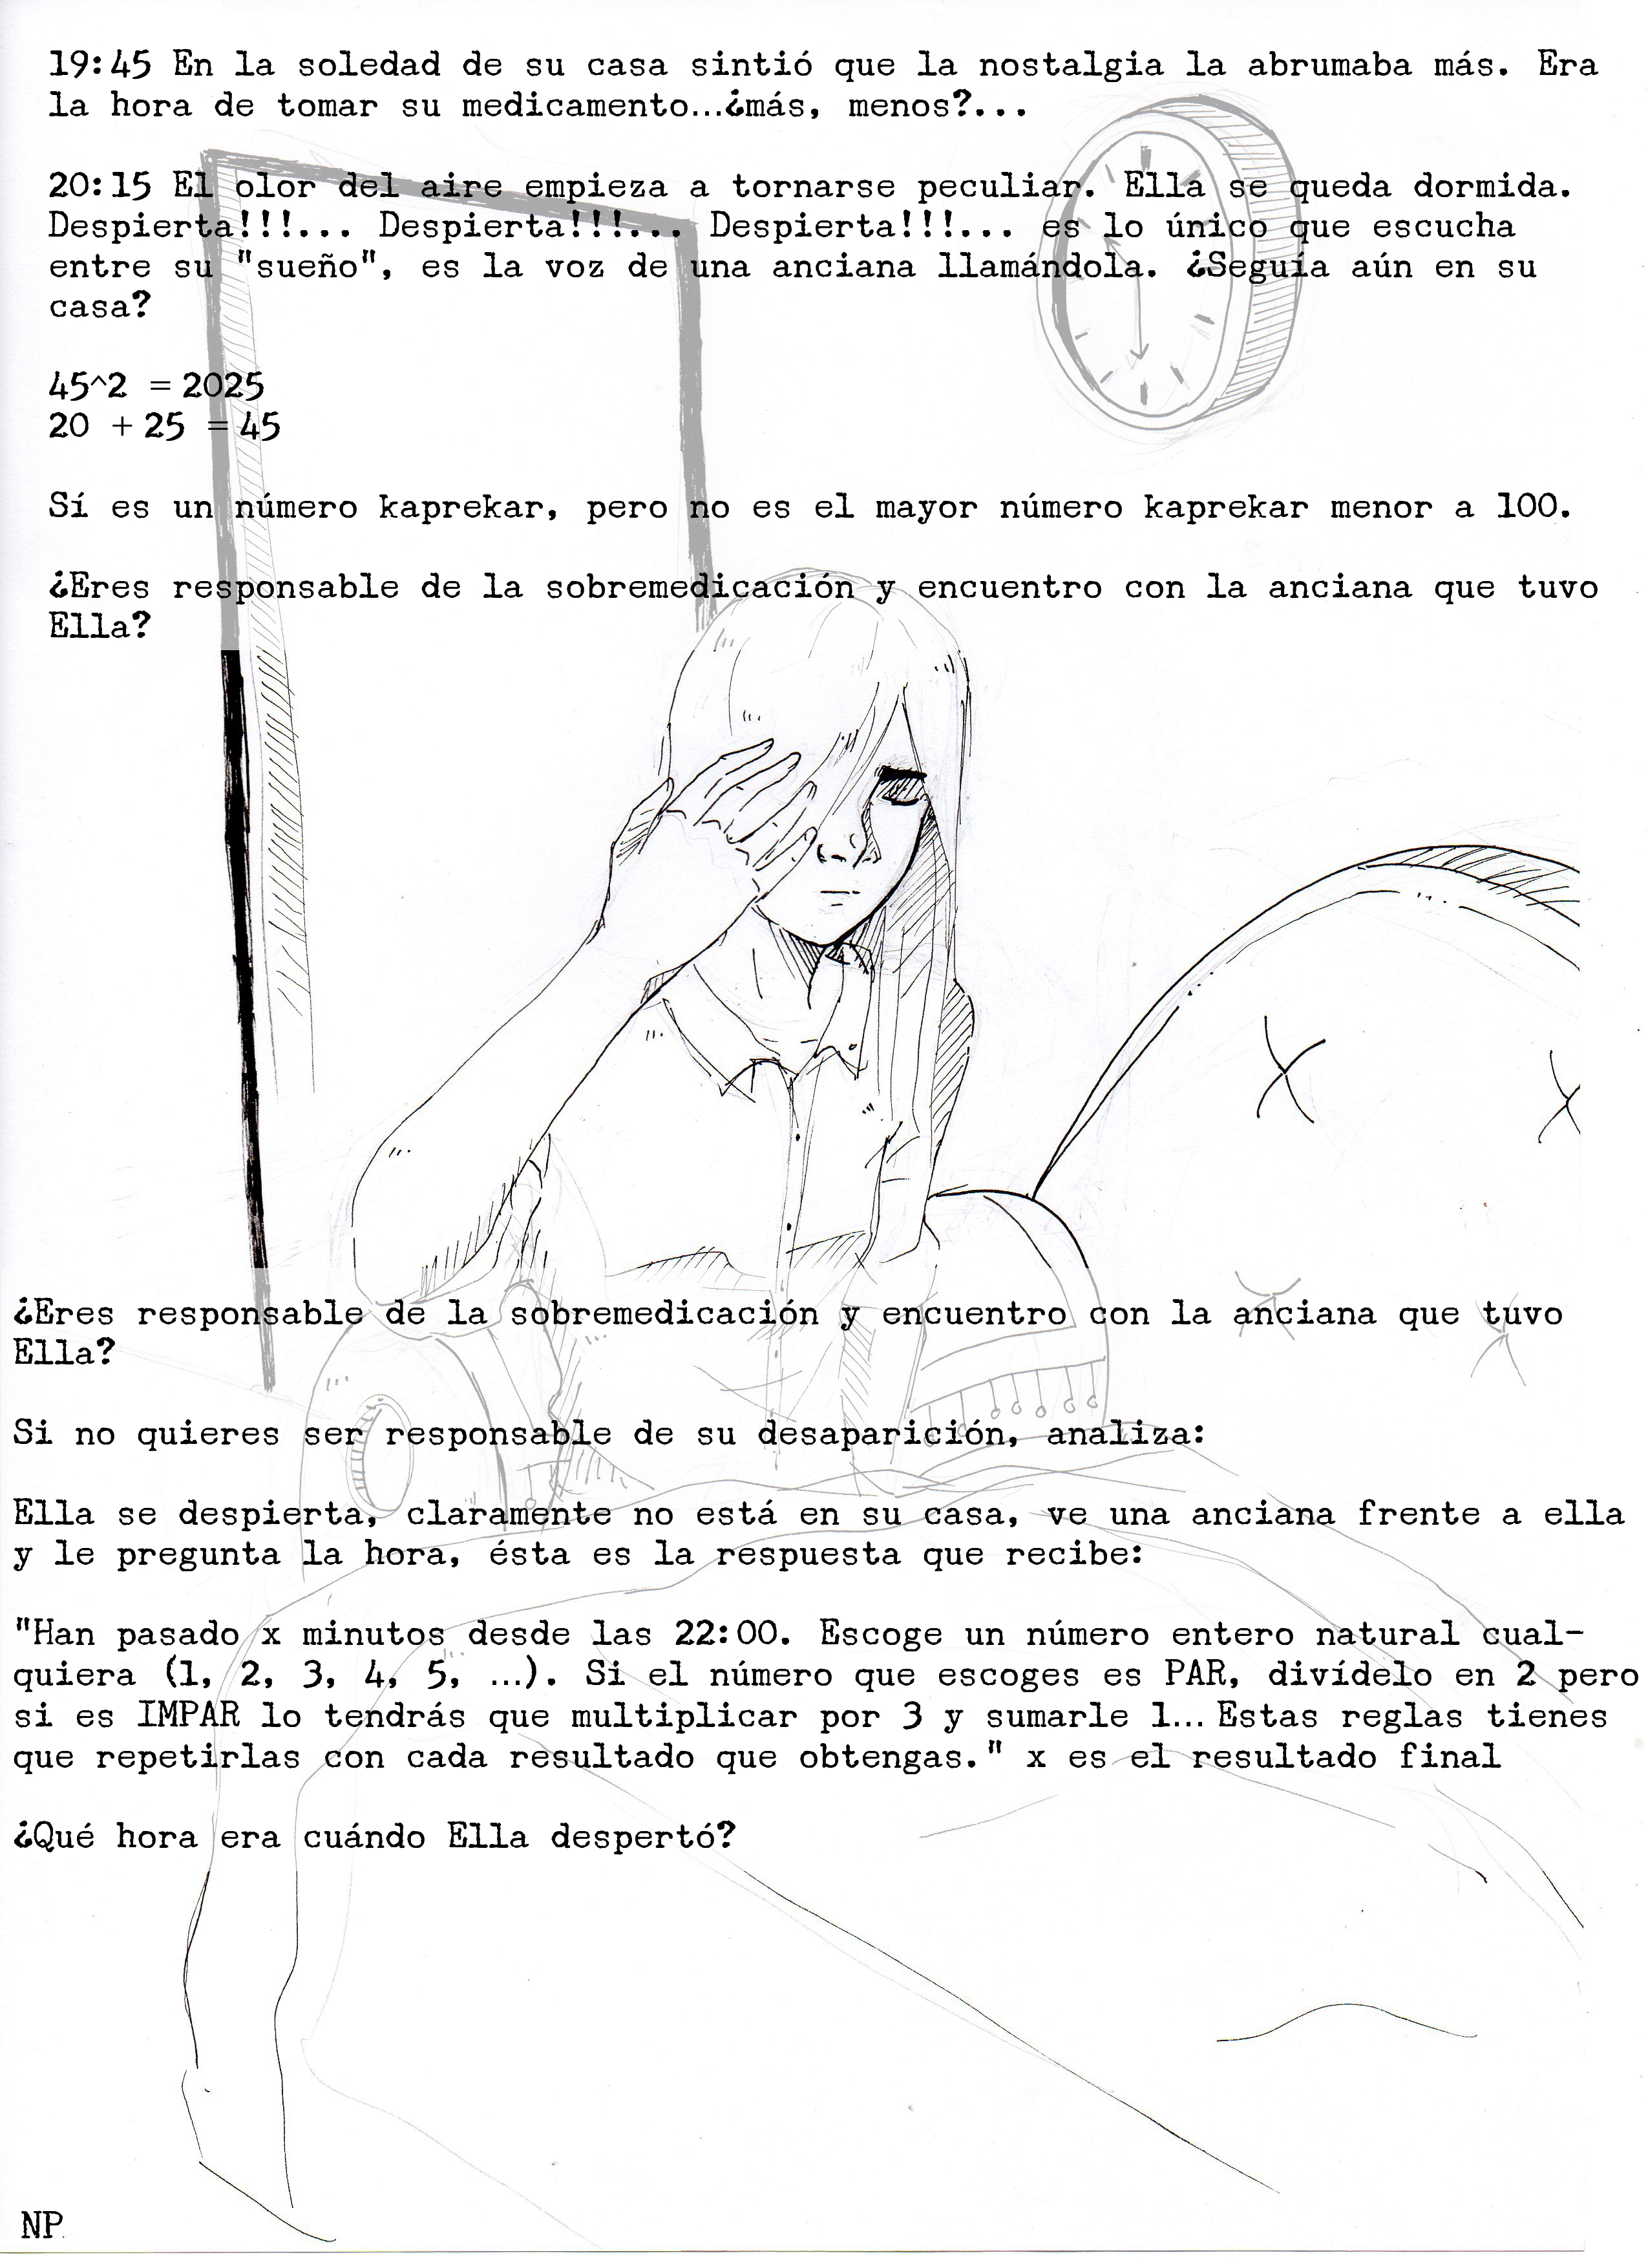 19:45 En la soledad de su casa sintió que la nostalgia la abrumaba más. Era
la hora de tomar su medicamento...¿más, menos?...
20:15 El olor del aire empieza a tornarse peculiar. Ella se queda dormida.
Despierta!!!... Despierta!!!... Despierta!!!... es lo único que escucha
entre su "sueño", es la voz de una anciana llamándola. ¿Seguía aún en su
casa?
45^2 = 2025
20 + 25 = 45
Sí es un número kaprekar, pero no es el mayor número kaprekar menor a 100.
¿Eres responsable de la sobremedicación y encuentro con la anciana que tuvo
Ella?
¿Eres responsable de la sobremedicación y encuentro con la anciana que tuvo
Ella?
Si no quieres ser responsable de su desaparición, analiza:
Ella se despierta, claramente no está en su casa, ve una anciana frente a ella
y le pregunta la hora, ésta es la respuesta que recibe:
"Han pasado x minutos desde las 22:00. Escoge un número entero natural cual-
quiera (1, 2, 3, 4, 5, ...). Si el número que escoges es PAR, divídelo en 2 pero
si es IMPAR lo tendrás que multiplicar por 3 y sumarle 1... Estas reglas tienes
que repetirlas con cada resultado que obtengas." x es el resultado final
¿Qué hora era cuándo Ella despertó?
NP